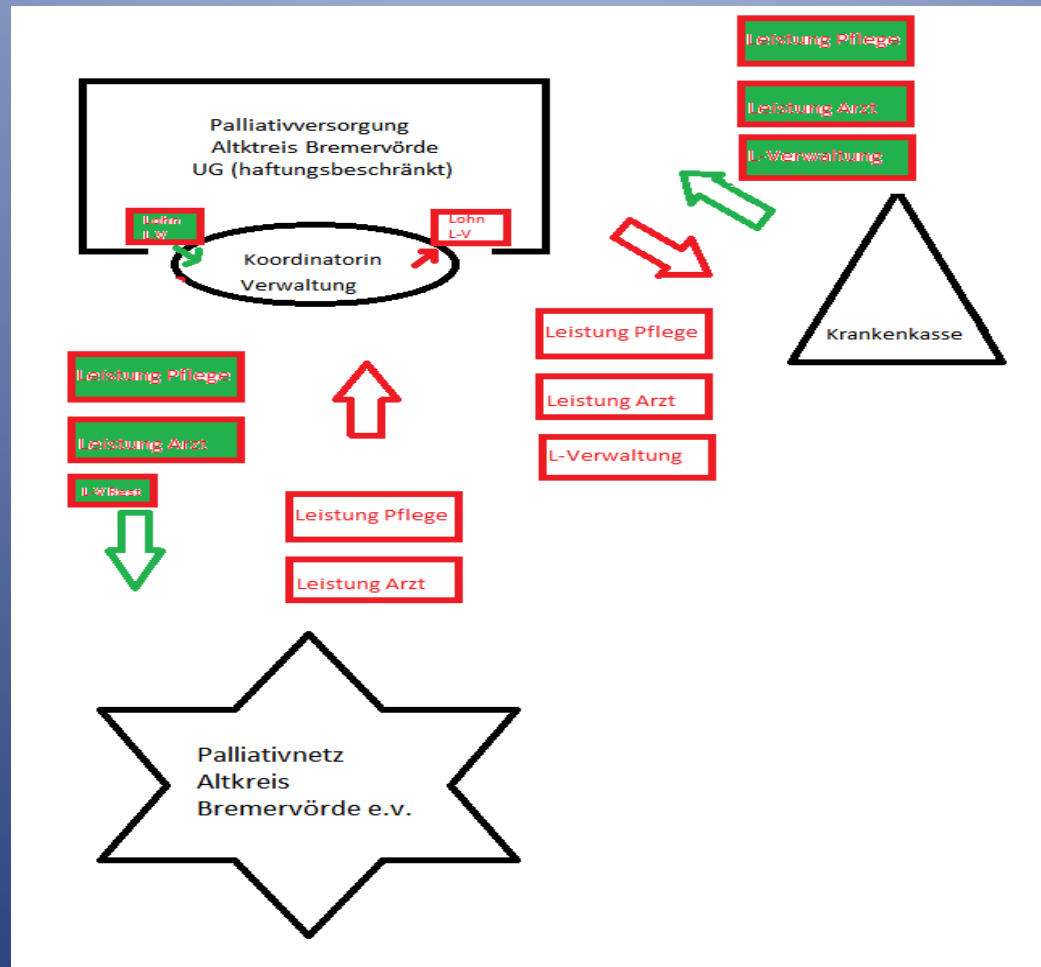 Leistung Pflege
Leistung Arzt
L-Verwaltung
Palliativversorgung
Altktreis Bremervörde
UG (haftungsbeschränkt)
Lohn
L-V
Lohn
L-V
Koordinatorin
Verwaltung
Krankenkasse
Leistung Pflege
Leistung Arzt
L-Verwaltung
Leistung Pflege
Leistung Arzt
L-VRest
Leistung Pflege
Leistung Arzt
Palliativnetz
Altkreis
Bremervörde e.v.